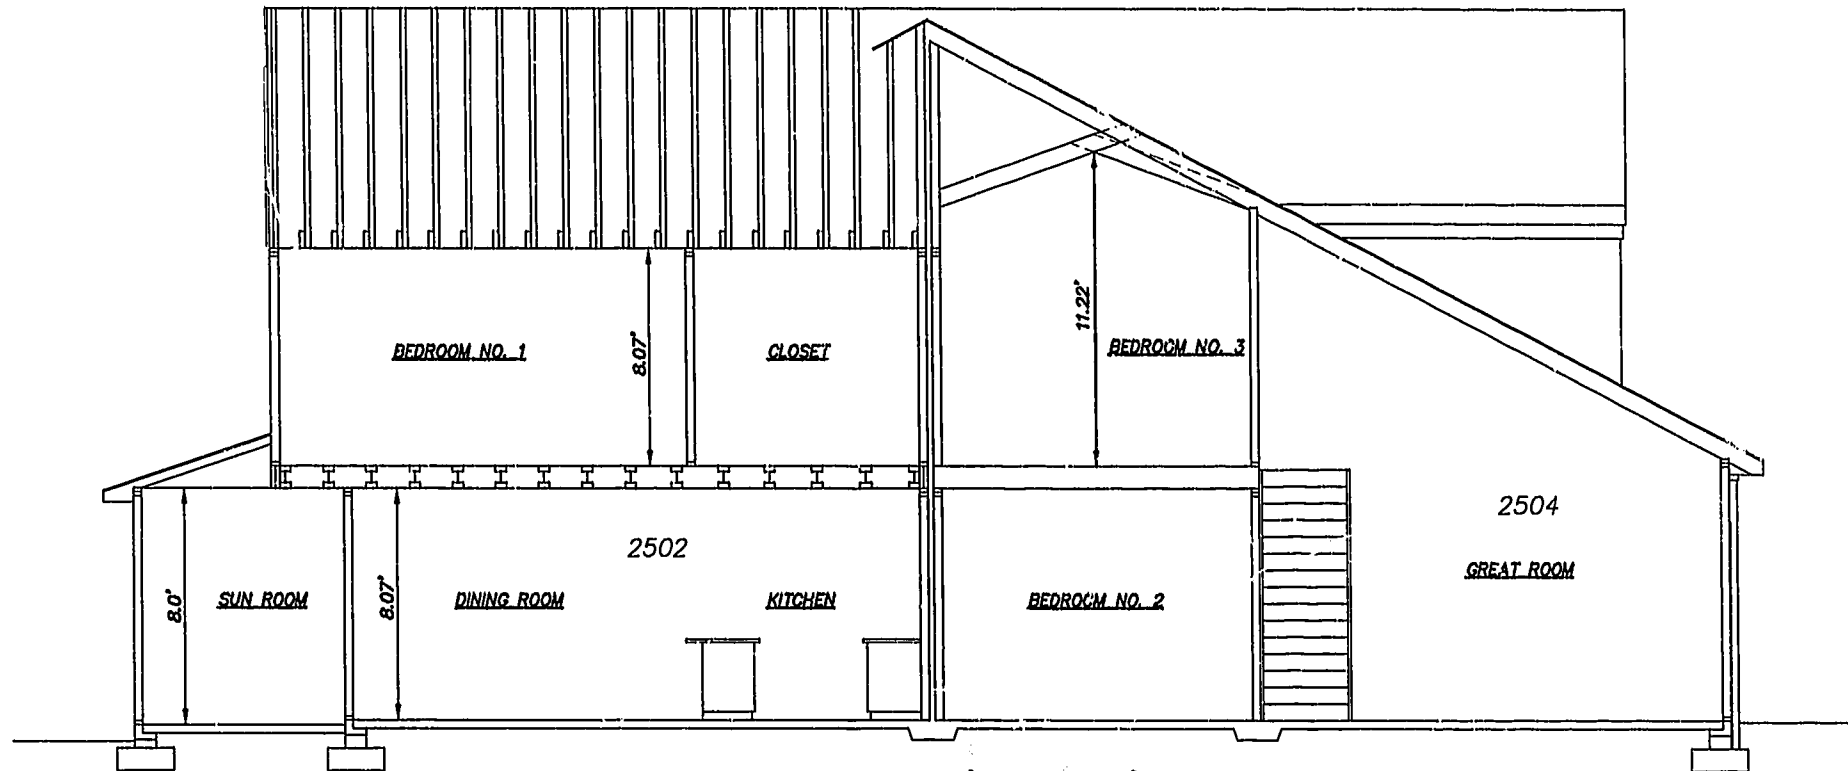 BEDROOM NO. 1
8.07'
CLOSET
11.22'
BEDROOM NO. 3
2504
GREAT ROOM
2502
8.0'
SUN ROOM
8.07'
DINING ROOM
KITCHEN
BEDROOM NO. 2